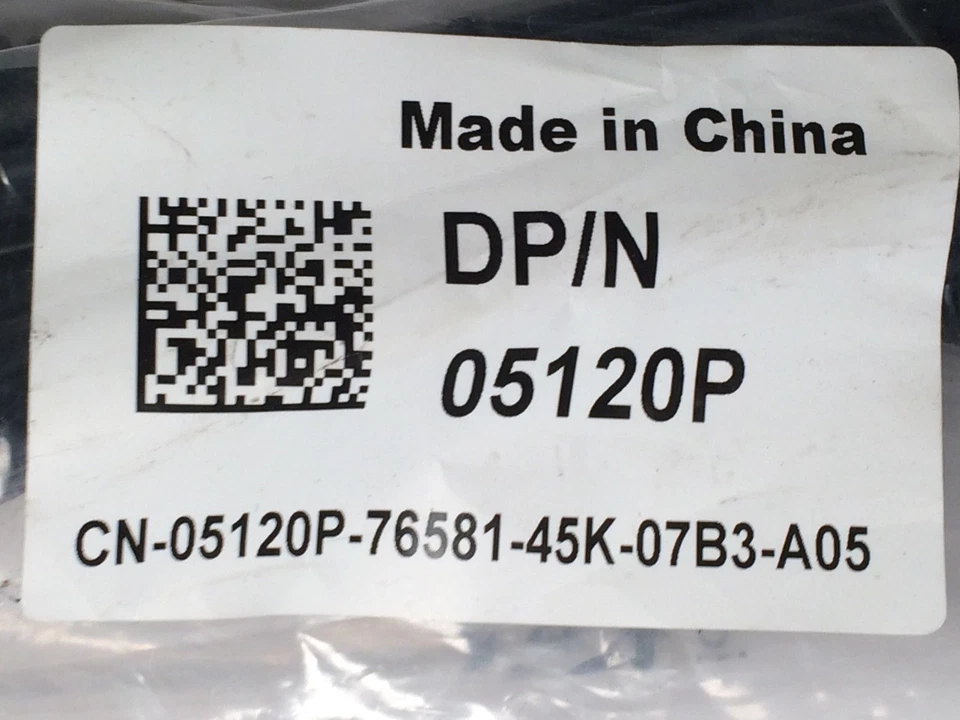 Made in China
DP/N
05120P
CN-05120P-76581-45K-07B3-A05